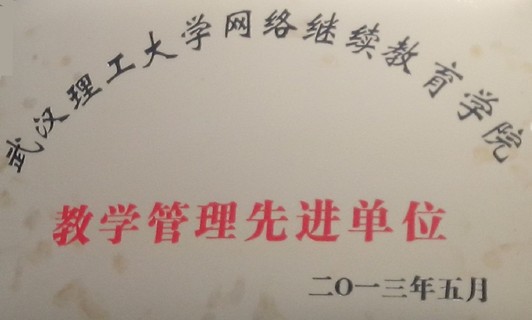 武汉理工大学网络继续教育学院
教学管理先进单位
二〇一三年五月